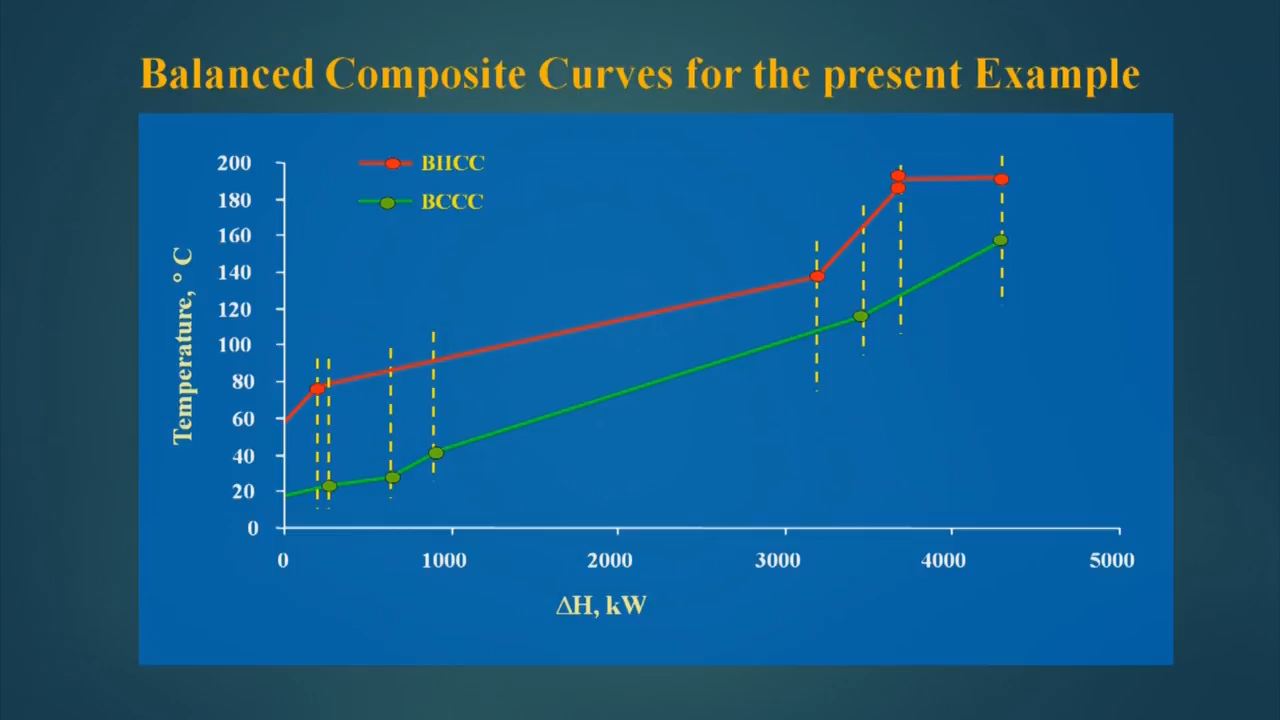 Balanced Composite Curves for the present Example
BHCC
BCCC
200
180
160
140
120
100
80
60
40
20
0
Temperature, ° C
0 1000 2000 3000 4000 5000
ΔH, kW